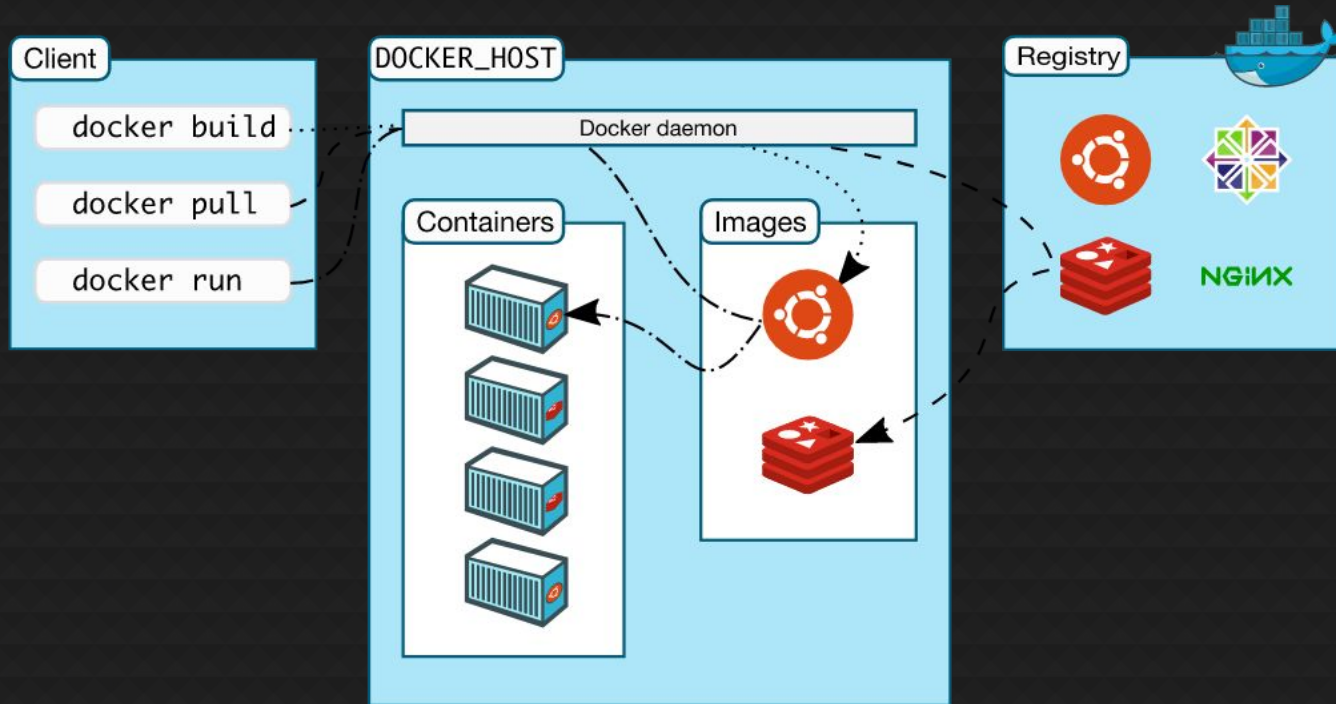 Client
docker build
docker pull
docker run
DOCKER_HOST
Docker daemon
Containers
Images
Registry
NGiNX